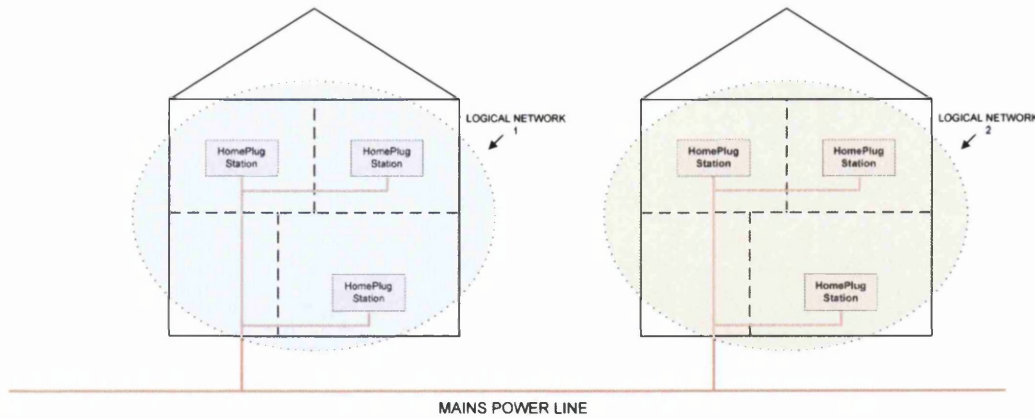 LOGICAL NETWORK
1
HomePlug
Station
HomePlug
Station
HomePlug
Station
LOGICAL NETWORK
2
HomePlug
Station
HomePlug
Station
HomePlug
Station
MAINS POWER LINE